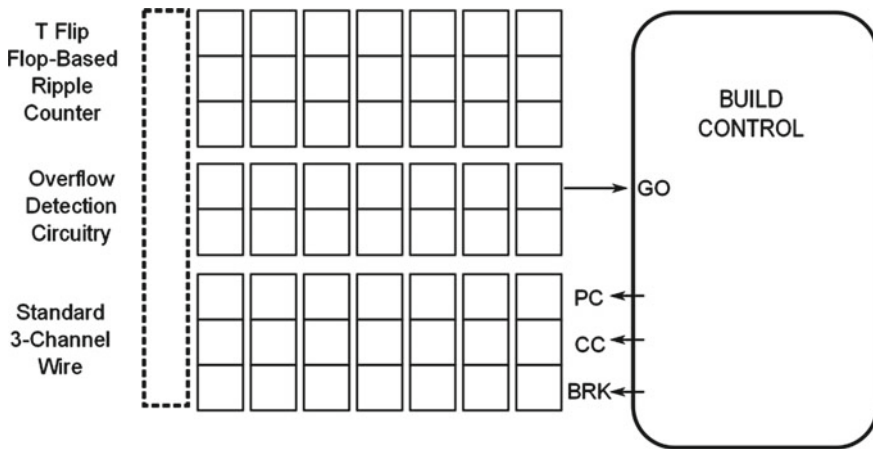 T Flip
Flop-Based
Ripple
Counter
Overflow
Detection
Circuitry
Standard
3-Channel
Wire
BUILD
CONTROL
GO
PC
CC
BRK